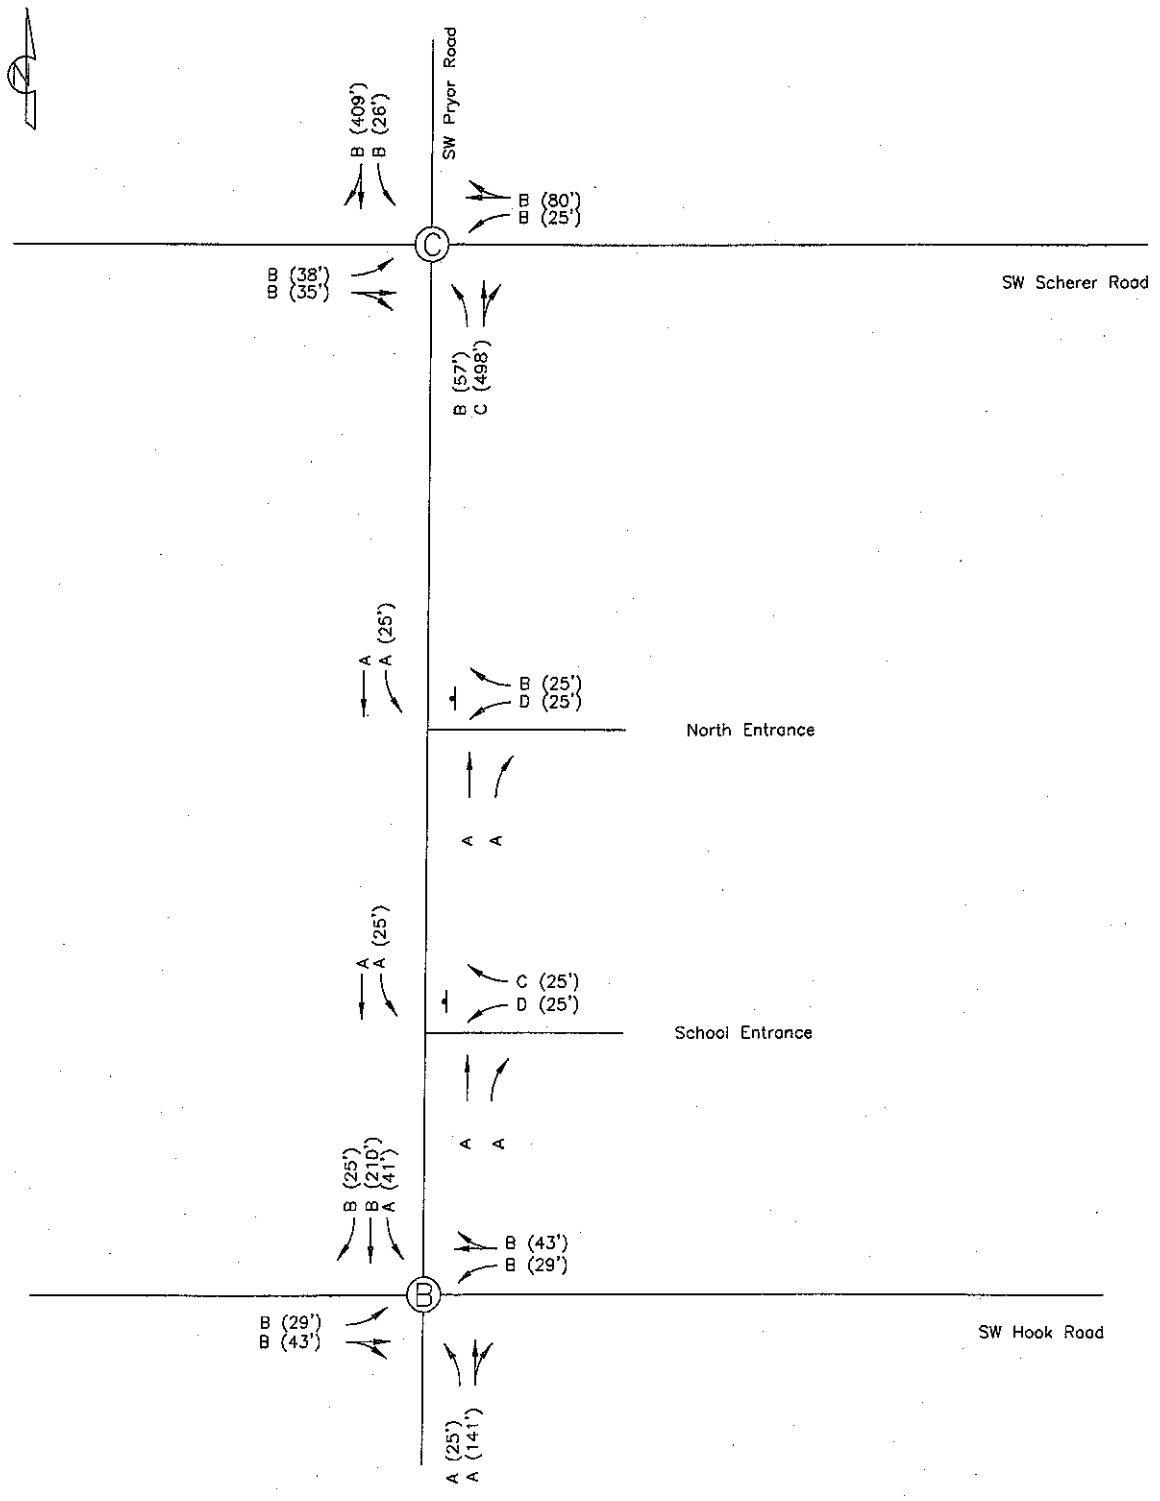 N
SW Pryor Road
B (409')
B (26')
B (80')
B (25')
C
B (38')
B (35')
SW Scherer Road
B (57')
C (498')
A
A (25')
B (25')
D (25')
North Entrance
A
A
A
A (25')
C (25')
D (25')
School Entrance
A
A
B (25')
B (210')
A (41')
B (43')
B (29')
B
B (29')
B (43')
SW Hook Road
A (25')
A (141')